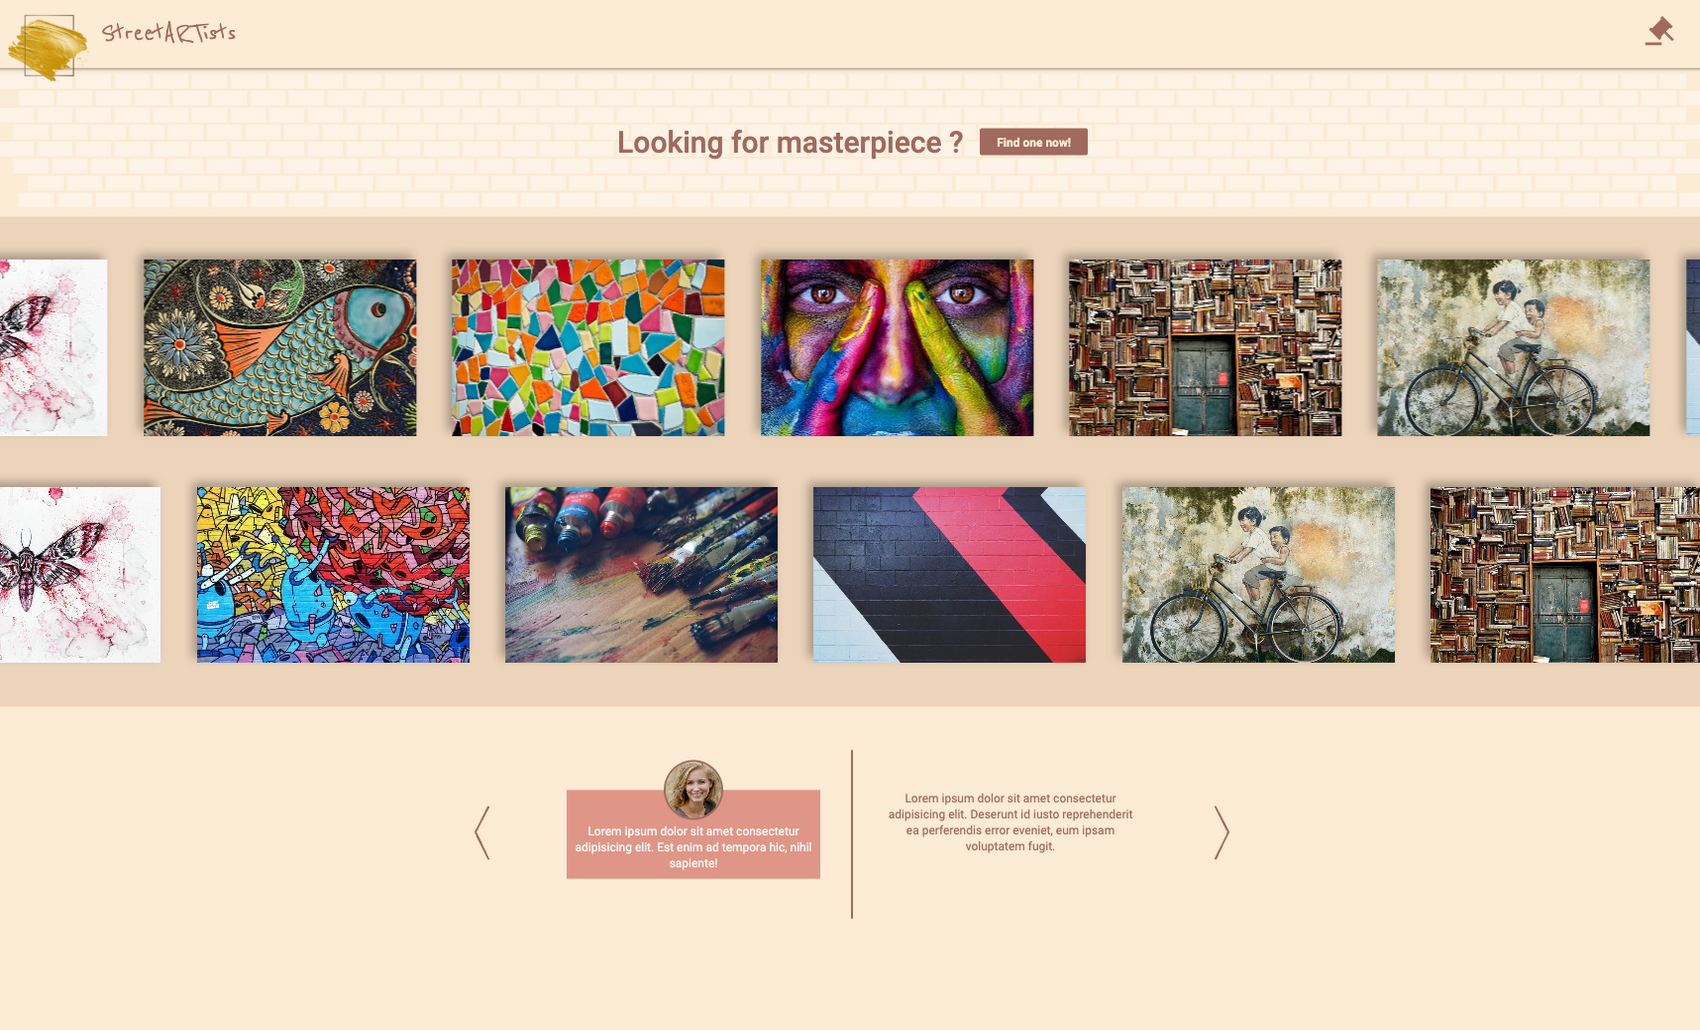 StreetARTists
Looking for masterpiece ?
Find one now!
Lorem ipsum dolor sit amet consectetur
adipisicing elit. Est enim ad tempora hic, nihil
sapiente!
Lorem ipsum dolor sit amet consectetur
adipisicing elit. Deserunt id iusto reprehenderit
ea perferendis error eveniet, eum ipsam
voluptatem fugit.